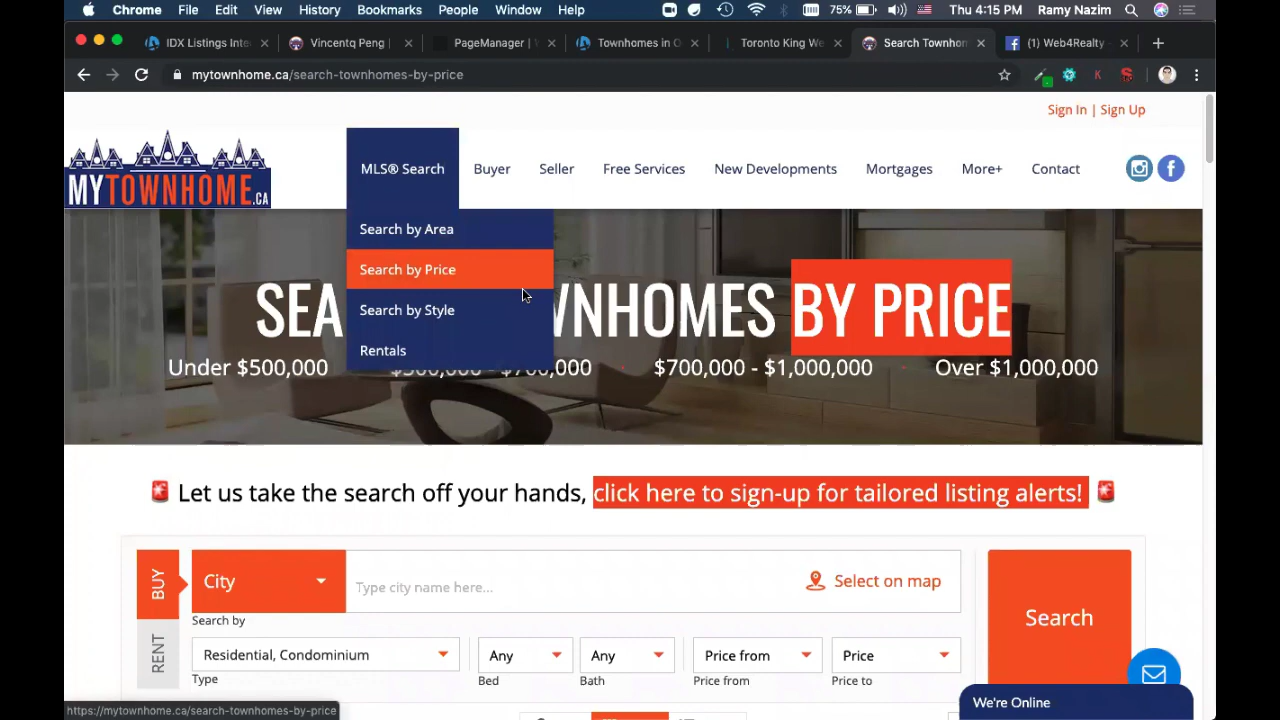 Chrome File Edit View History Bookmarks People Window Help 75% Thu 4:15 PM Ramy Nazim
IDX Listings Inte Vincentq Peng PageManager | Townhomes in O Toronto King We Search Townhom (1) Web4Realty -
mytownhome.ca/search-townhomes-by-price
Sign In | Sign Up
MYTOWNHOME.CA
MLS® Search Buyer Seller Free Services New Developments Mortgages More+ Contact
Search by Area
Search by Price
Search by Style
Rentals
SEA WNHOMES BY PRICE
Under $500,000 $500,000 - $700,000 $700,000 - $1,000,000 Over $1,000,000
Let us take the search off your hands, click here to sign-up for tailored listing alerts!
BUY
RENT
City
Type city name here...
Select on map
Search
Search by
Residential, Condominium Any Any Price from Price
Type Bed Bath Price from Price to
We're Online
https://mytownhome.ca/search-townhomes-by-price